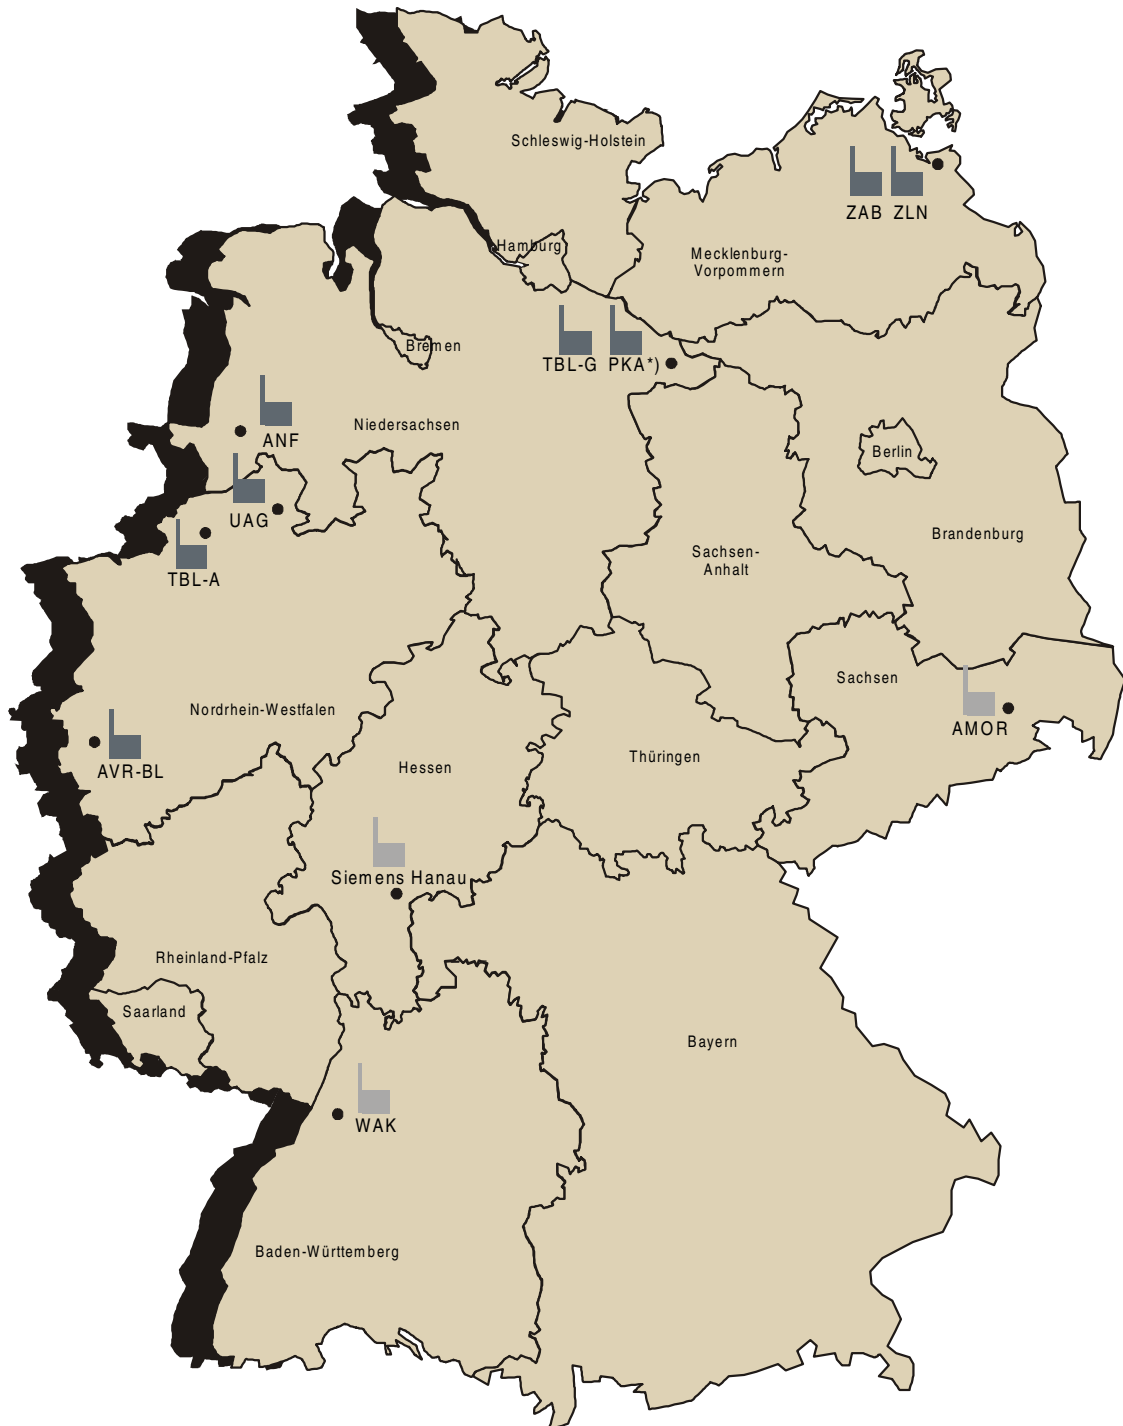 Schleswig-Holstein
ZAB ZLN
Hamburg
Mecklenburg-
Vorpommern
Bremen
TBL-G PKA*)
ANF
Niedersachsen
Berlin
UAG
Brandenburg
TBL-A
Sachsen-
Anhalt
Sachsen
Nordrhein-Westfalen
AMOR
AVR-BL
Hessen
Thüringen
Siemens Hanau
Rheinland-Pfalz
Saarland
Bayern
WAK
Baden-Württemberg